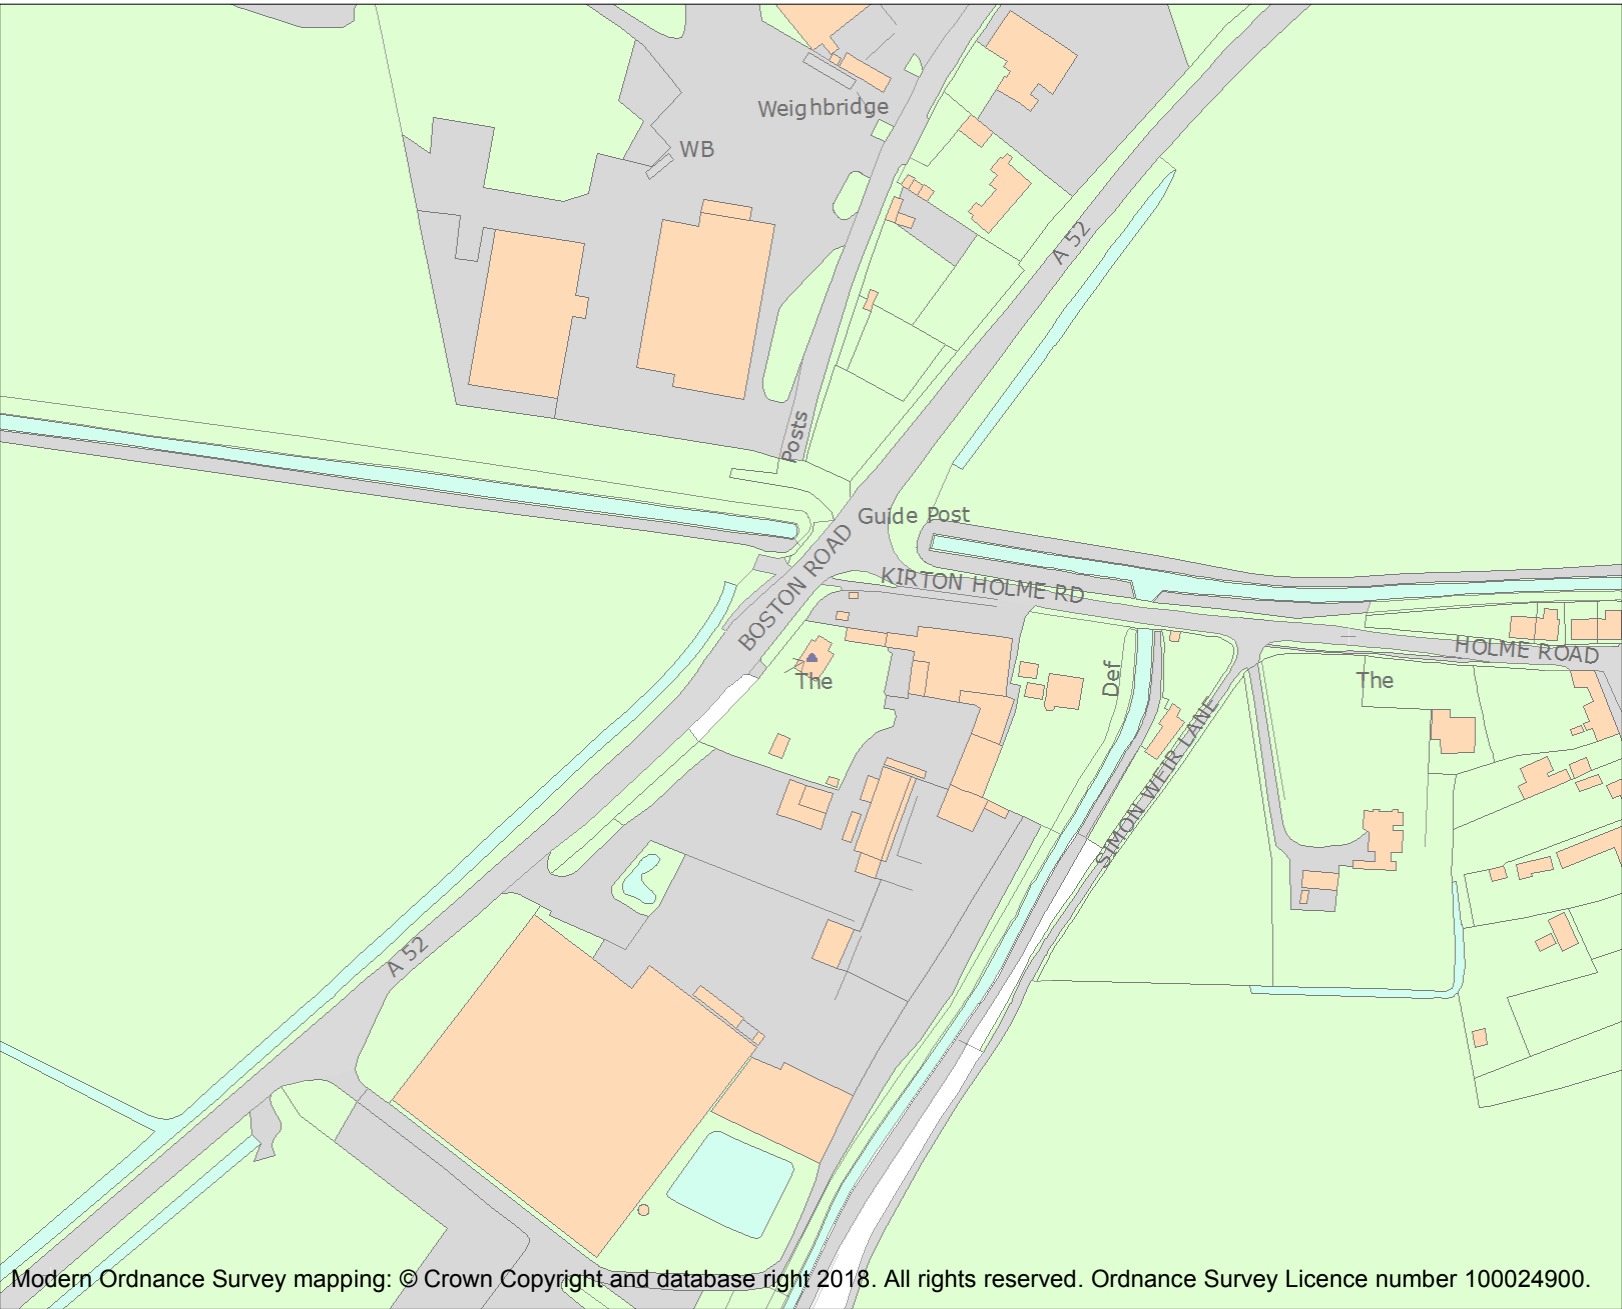 Weighbridge
WB
A 52
Posts
Guide Post
BOSTON ROAD
KIRTON HOLME RD
HOLME ROAD
The
Def
The
SIMON WEIR LANE
A 52
Modern Ordnance Survey mapping: © Crown Copyright and database right 2018. All rights reserved. Ordnance Survey Licence number 100024900.